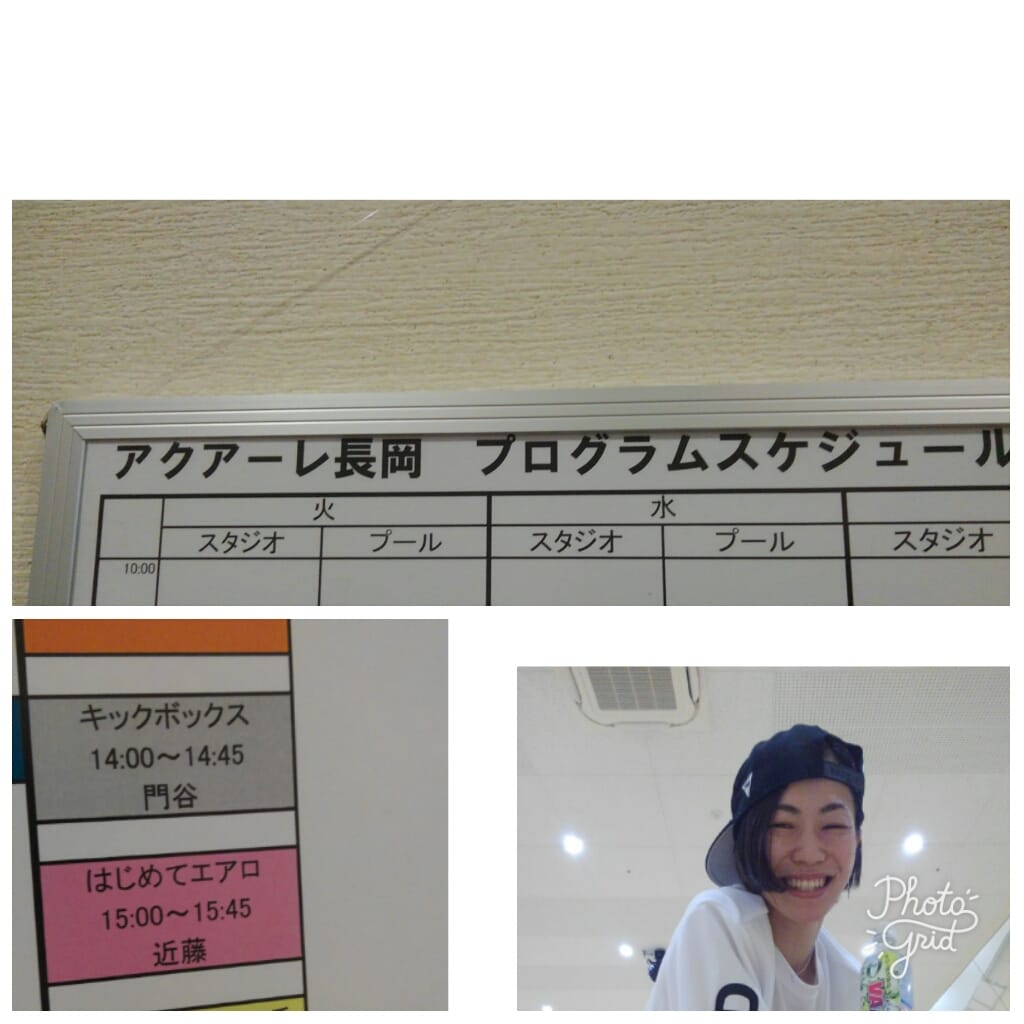 アクアーレ長岡 プログラムスケジュール
火 水
スタジオ プール スタジオ プール スタジオ
10:00
キックボックス
14:00～14:45
門谷
はじめてエアロ
15:00～15:45
近藤
Photo
Grid